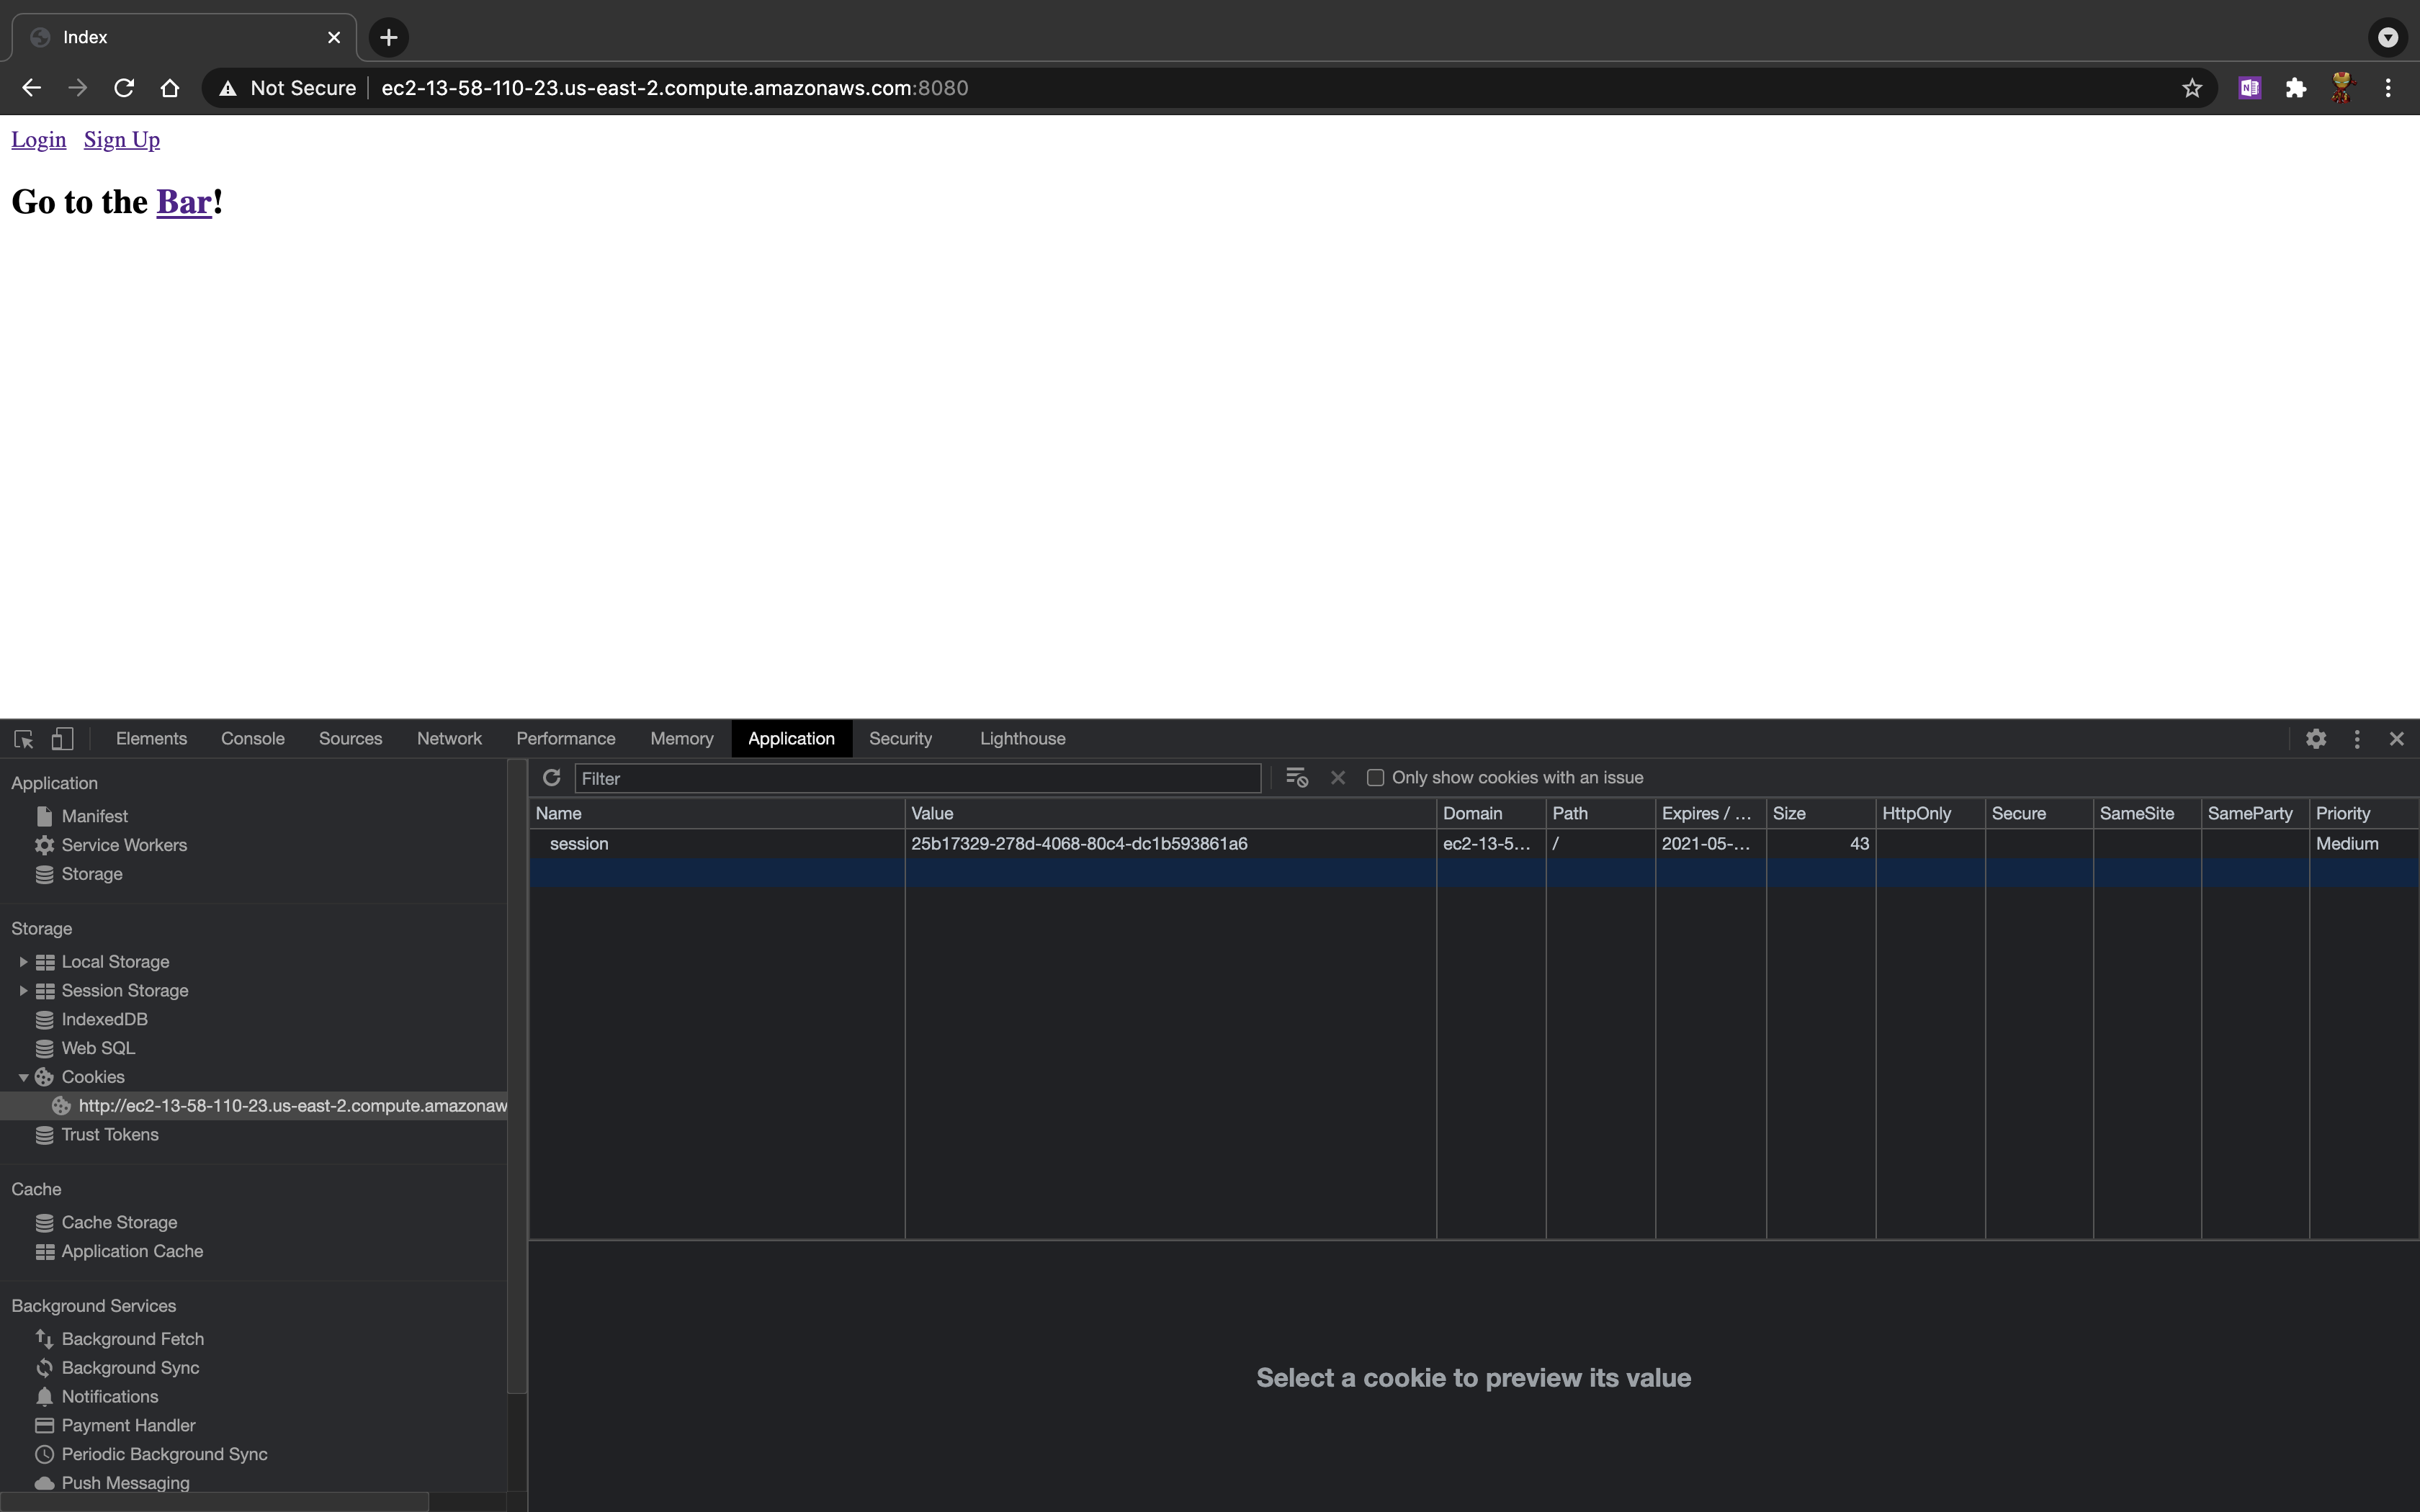 Index
Not Secure ec2-13-58-110-23.us-east-2.compute.amazonaws.com:8080
Login Sign Up
Go to the Bar!
Elements Console Sources Network Performance Memory Application Security Lighthouse
Application
Manifest
Service Workers
Storage
Storage
Local Storage
Session Storage
IndexedDB
Web SQL
Cookies
http://ec2-13-58-110-23.us-east-2.compute.amazonaw
Trust Tokens
Cache
Cache Storage
Application Cache
Background Services
Background Fetch
Background Sync
Notifications
Payment Handler
Periodic Background Sync
Push Messaging
Filter Only show cookies with an issue
Name Value Domain Path Expires / ... Size HttpOnly Secure SameSite SameParty Priority
session 25b17329-278d-4068-80c4-dc1b593861a6 ec2-13-5... / 2021-05-... 43 Medium
Select a cookie to preview its value